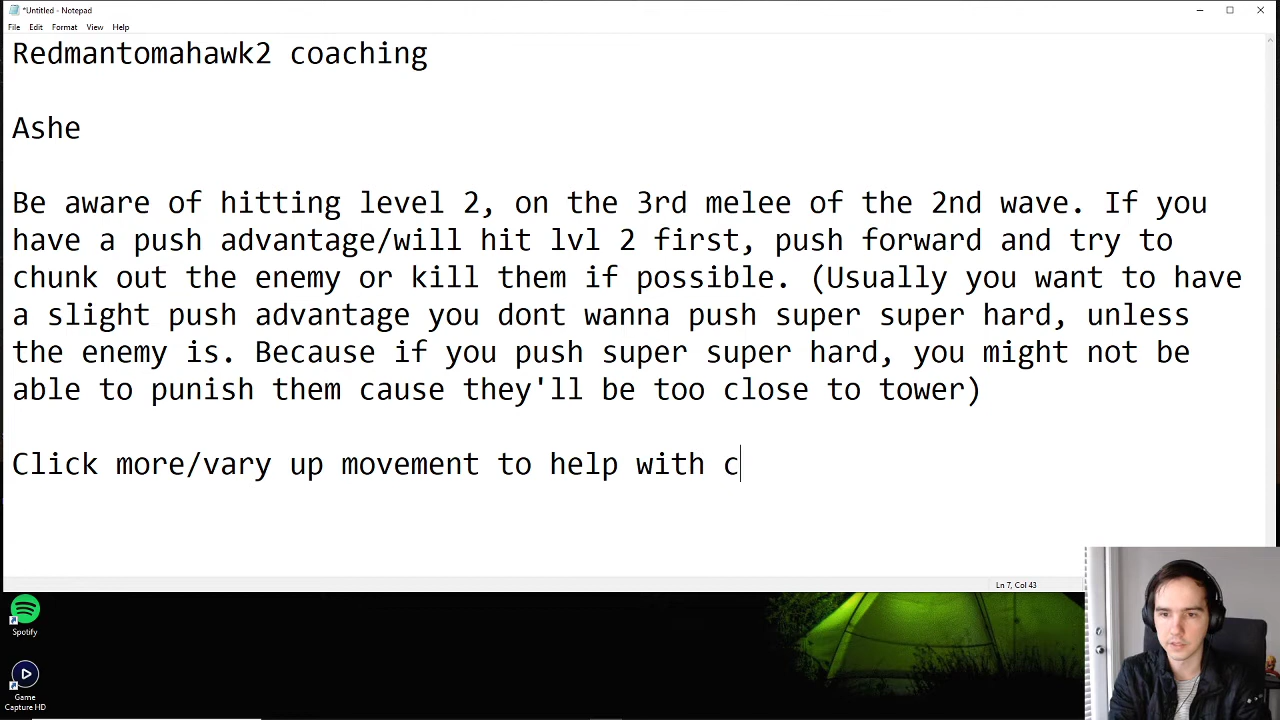 *Untitled - Notepad
File Edit Format View Help
Redmantomahawk2 coaching
Ashe
Be aware of hitting level 2, on the 3rd melee of the 2nd wave. If you
have a push advantage/will hit lvl 2 first, push forward and try to
chunk out the enemy or kill them if possible. (Usually you want to have
a slight push advantage you dont wanna push super super hard, unless
the enemy is. Because if you push super super hard, you might not be
able to punish them cause they'll be too close to tower)
Click more/vary up movement to help with c
Ln 7, Col 43
Spotify
Game
Capture HD